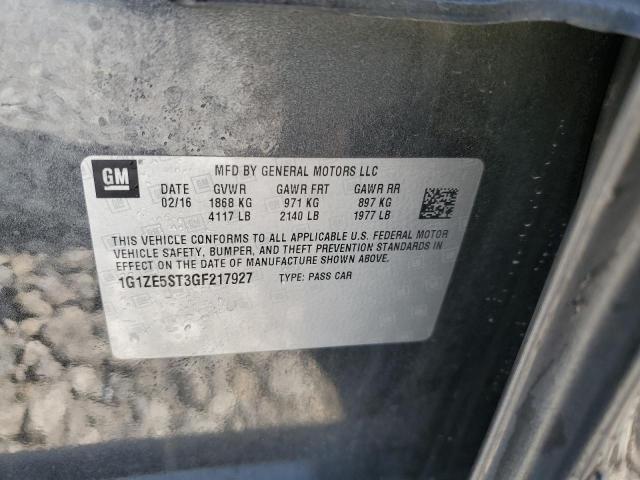 GM
MFD BY GENERAL MOTORS LLC
DATE GVWR GAWR FRT GAWR RR
02/16 1868 KG 971 KG 897 KG
4117 LB 2140 LB 1977 LB
THIS VEHICLE CONFORMS TO ALL APPLICABLE U.S. FEDERAL MOTOR
VEHICLE SAFETY, BUMPER, AND THEFT PREVENTION STANDARDS IN
EFFECT ON THE DATE OF MANUFACTURE SHOWN ABOVE.
1G1ZE5ST3GF217927 TYPE: PASS CAR